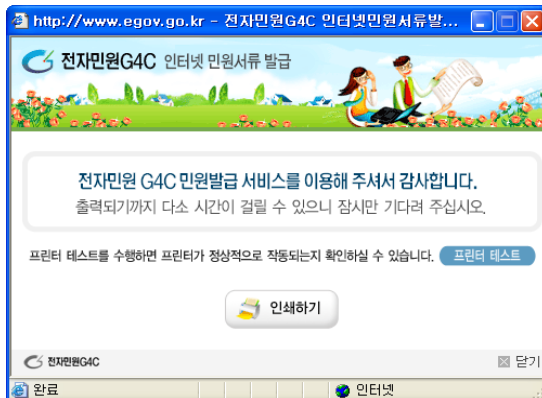 http://www.egov.go.kr - 전자민원G4C 인터넷민원서류발...
전자민원G4C 인터넷 민원서류 발급
전자민원 G4C 민원발급 서비스를 이용해 주셔서 감사합니다.
출력되기까지 다소 시간이 걸릴 수 있으니 잠시만 기다려 주십시오.
프린터 테스트를 수행하면 프린터가 정상적으로 작동되는지 확인하실 수 있습니다. 프린터 테스트
인쇄하기
전자민원G4C 닫기
완료 인터넷